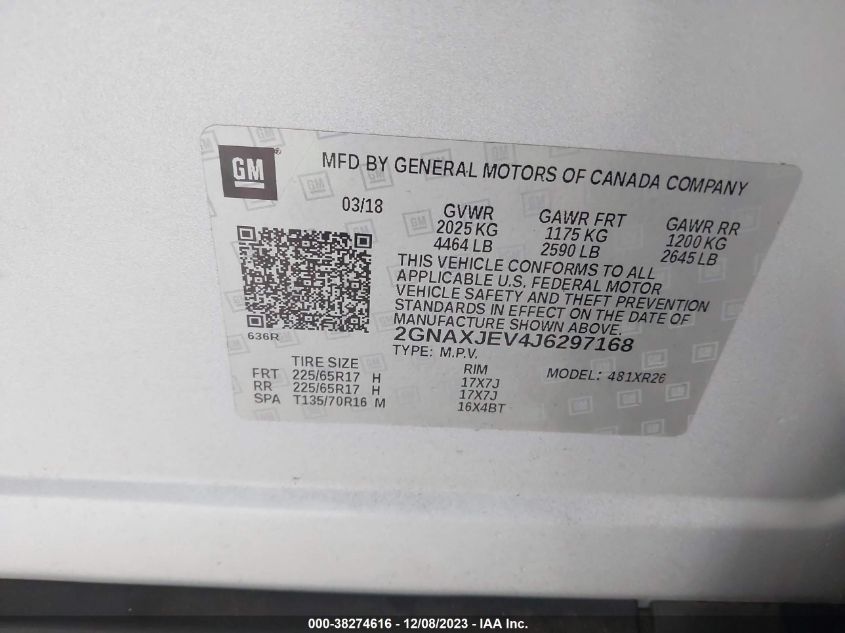 GM®
MFD BY GENERAL MOTORS OF CANADA COMPANY
03/18
GVWR GAWR FRT GAWR RR
2025 KG 1175 KG 1200 KG
4464 LB 2590 LB 2645 LB
THIS VEHICLE CONFORMS TO ALL
APPLICABLE U.S. FEDERAL MOTOR
VEHICLE SAFETY AND THEFT PREVENTION
STANDARDS IN EFFECT ON THE DATE OF
MANUFACTURE SHOWN ABOVE.
636R
2GNAXJEV4J6297168
TYPE: M.P.V.
TIRE SIZE RIM MODEL: 481XR26
FRT 225/65R17 H 17X7J
RR 225/65R17 H 17X7J
SPA T135/70R16 M 16X4BT
000-38274616 - 12/08/2023 - IAA Inc.